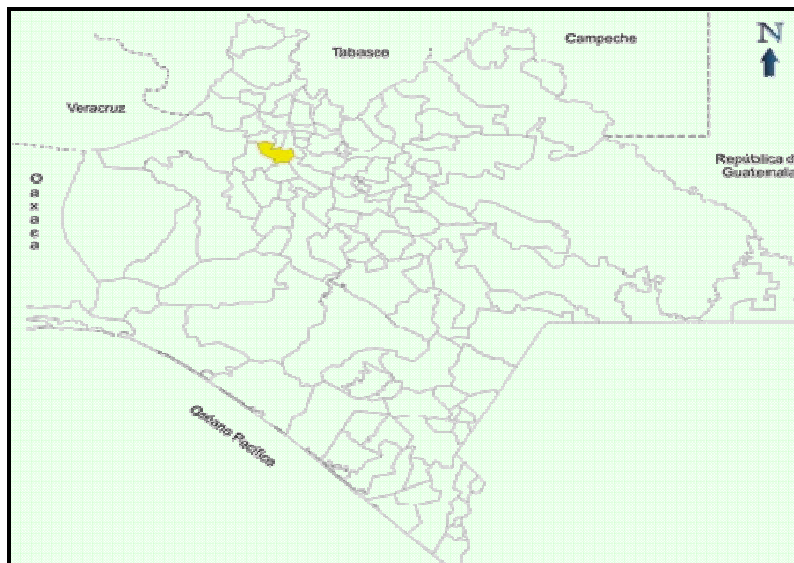 Tabasco
Campeche
N
Veracruz
República d
Guatemala
Oaxaca
Océano Pacífico